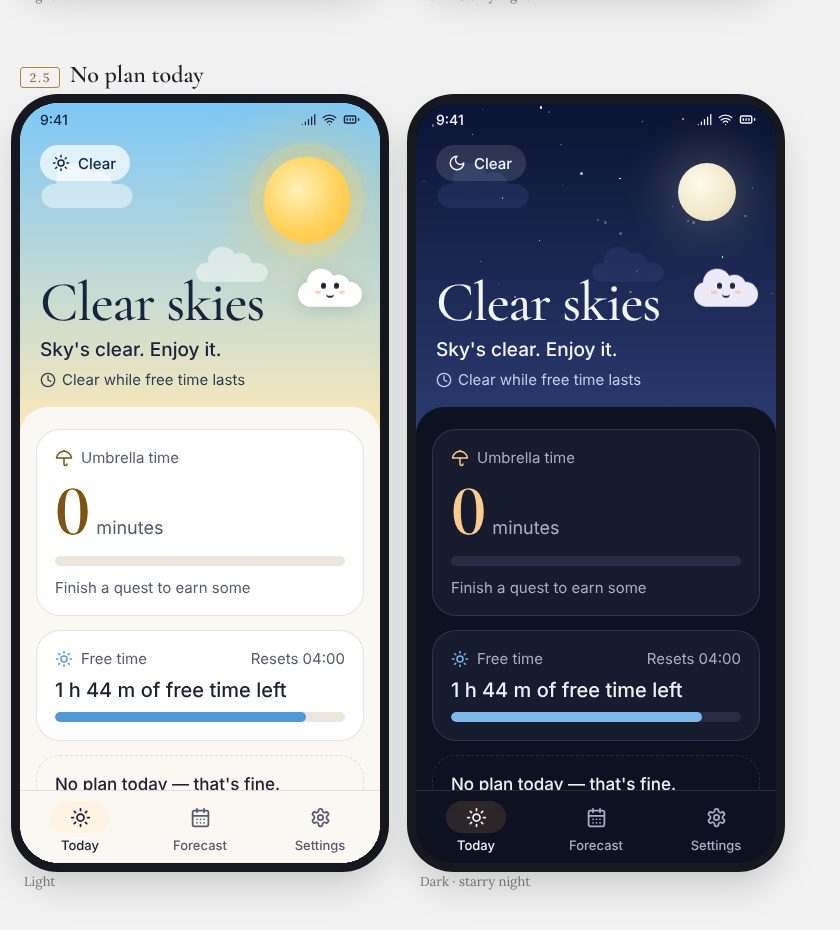 2.5 No plan today
9:41
Clear
Clear skies
Sky's clear. Enjoy it.
Clear while free time lasts
Umbrella time
0 minutes
Finish a quest to earn some
Free time Resets 04:00
1 h 44 m of free time left
No plan today — that's fine.
Today Forecast Settings
Light
9:41
Clear
Clear skies
Sky's clear. Enjoy it.
Clear while free time lasts
Umbrella time
0 minutes
Finish a quest to earn some
Free time Resets 04:00
1 h 44 m of free time left
No plan today — that's fine.
Today Forecast Settings
Dark · starry night